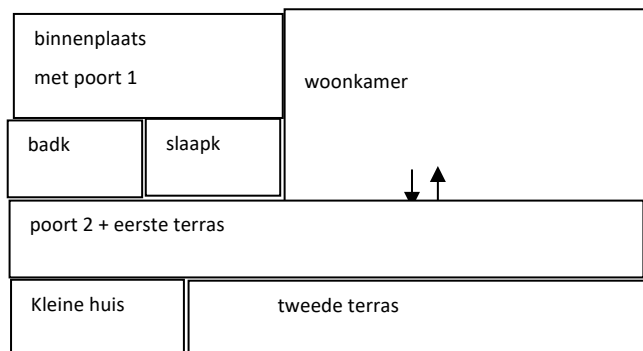 binnenplaats
met poort 1
woonkamer
badk
slaapk
poort 2 + eerste terras
Kleine huis
tweede terras